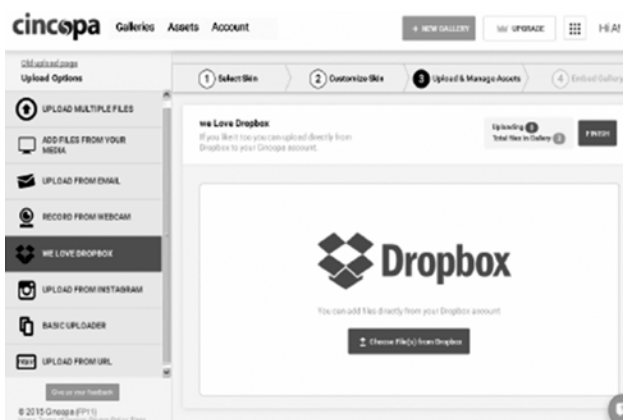 cincopa
Galleries Assets Account
+ NEW GALLERY
UPGRADE
Hi A!
Old upload page
Upload Options
1 Select Skin
2 Customize Skin
3 Upload & Manage Assets
4 Embed Gallery
UPLOAD MULTIPLE FILES
ADD FILES FROM YOUR
MEDIA
UPLOAD FROM EMAIL
RECORD FROM WEBCAM
WE LOVE DROPBOX
UPLOAD FROM INSTAGRAM
BASIC UPLOADER
UPLOAD FROM URL
Give us your feedback
© 2015 Cincopa (FP11)
we Love Dropbox
If you like it too you can upload directly from
Dropbox to your Cincopa account.
Uploading
Total files in Gallery
FINISH
Dropbox
You can add files directly from your Dropbox account
Choose File(s) from Dropbox